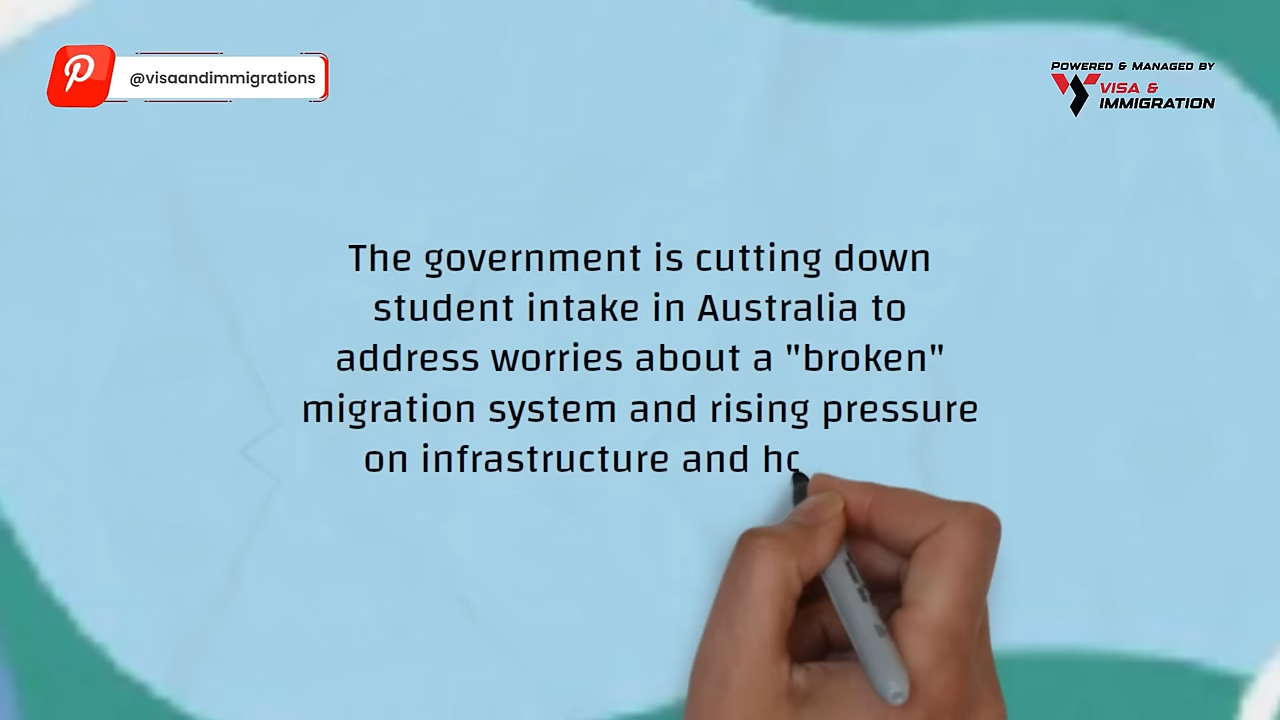 @visaandimmigrations
POWERED & MANAGED BY
VISA &
IMMIGRATION
The government is cutting down
student intake in Australia to
address worries about a "broken"
migration system and rising pressure
on infrastructure and